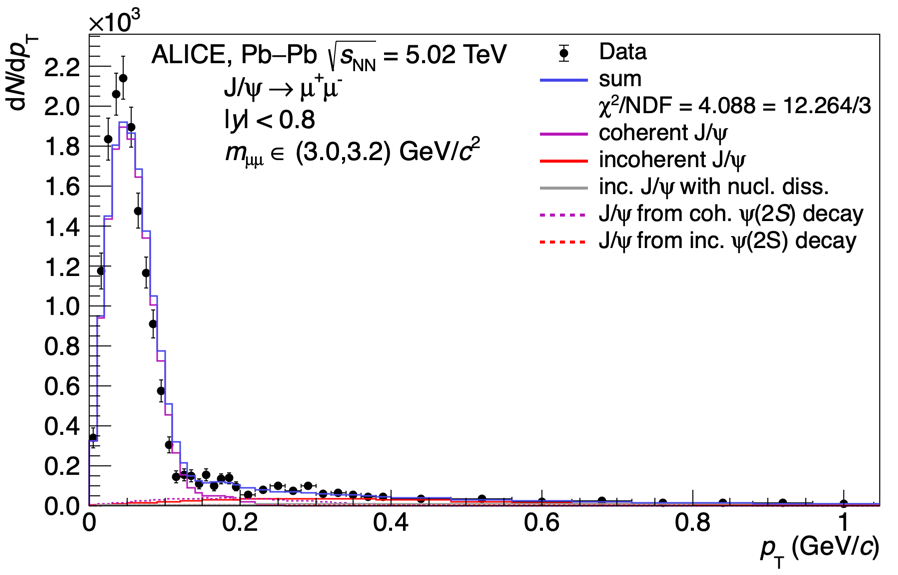 ×10³
dN/dp_T
2.2
2.0
1.8
1.6
1.4
1.2
1.0
0.8
0.6
0.4
0.2
0.0
ALICE, Pb−Pb √s_NN = 5.02 TeV
J/ψ → μ⁺μ⁻
|y| < 0.8
m_μμ ∈ (3.0,3.2) GeV/c²
Data
sum
χ²/NDF = 4.088 = 12.264/3
coherent J/ψ
incoherent J/ψ
inc. J/ψ with nucl. diss.
J/ψ from coh. ψ(2S) decay
J/ψ from inc. ψ(2S) decay
0 0.2 0.4 0.6 0.8 1
p_T (GeV/c)